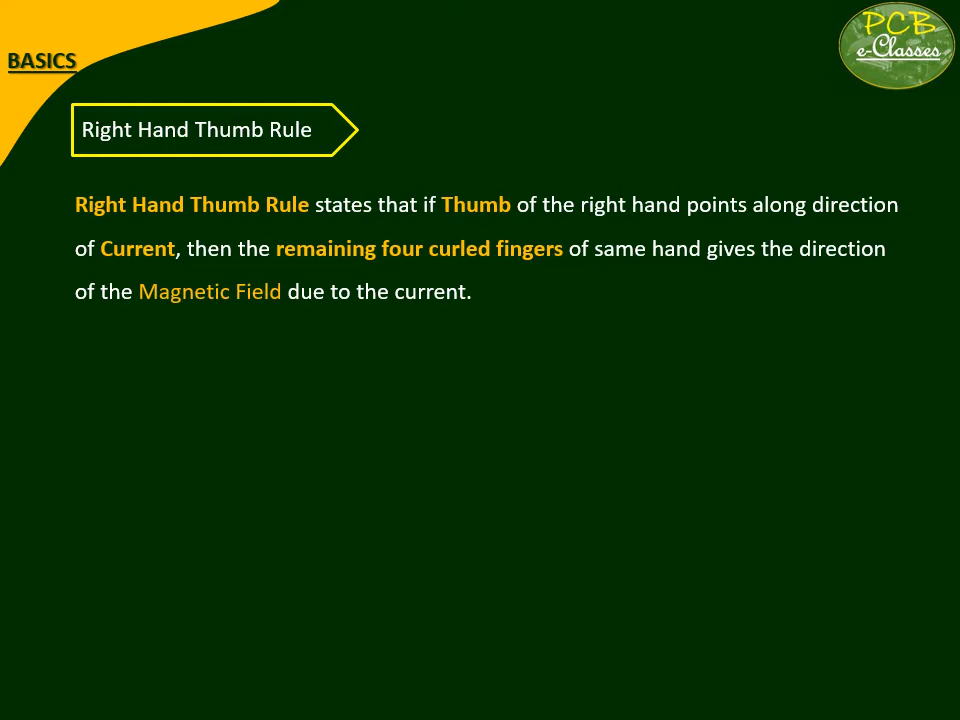 BASICS
PCB
e-Classes
Right Hand Thumb Rule
Right Hand Thumb Rule states that if Thumb of the right hand points along direction
of Current, then the remaining four curled fingers of same hand gives the direction
of the Magnetic Field due to the current.